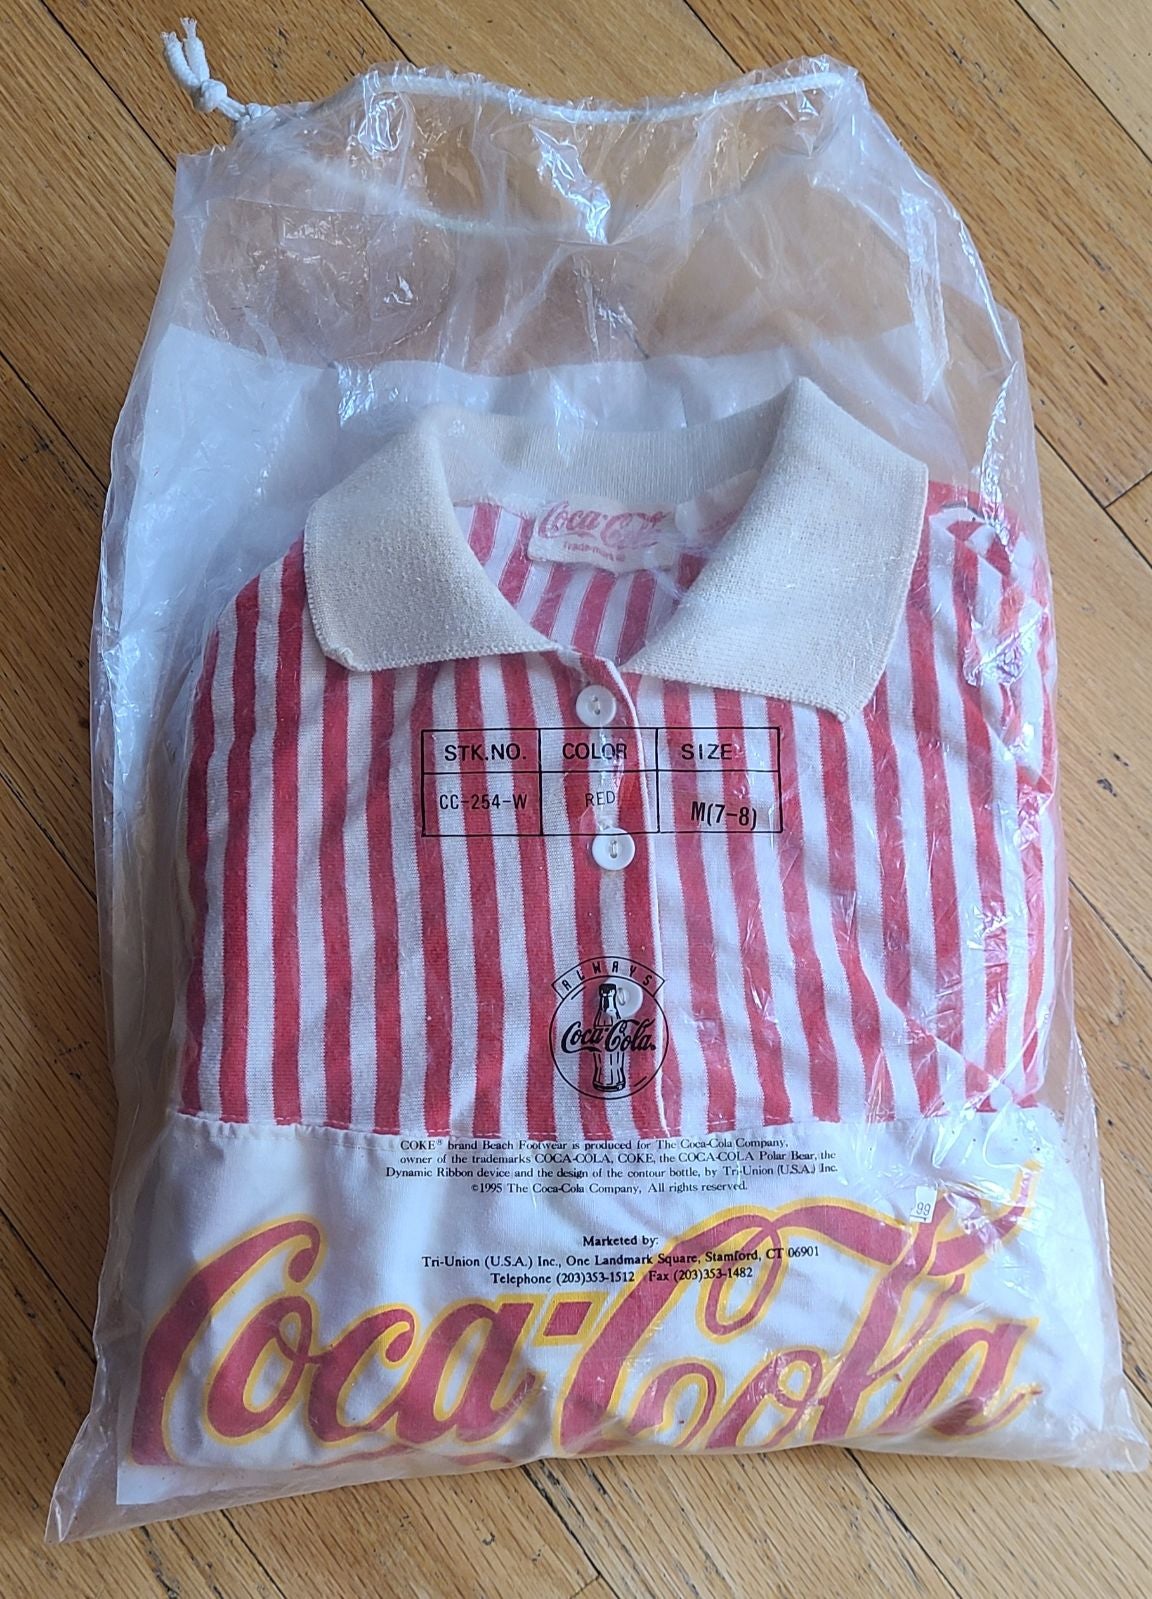 Coca-Cola
Trade-mark ®
STK.NO. COLOR SIZE
CC-254-W RED M(7-8)
ALWAYS
Coca-Cola
COKE® brand Beach Footwear is produced for The Coca-Cola Company,
owner of the trademarks COCA-COLA, COKE, the COCA-COLA Polar Bear, the
Dynamic Ribbon device and the design of the contour bottle, by Tri-Union (U.S.A.) Inc.
©1995 The Coca-Cola Company, All rights reserved.
99
Marketed by:
Tri-Union (U.S.A.) Inc., One Landmark Square, Stamford, CT 06901
Telephone (203)353-1512 Fax (203)353-1482
Coca-Cola